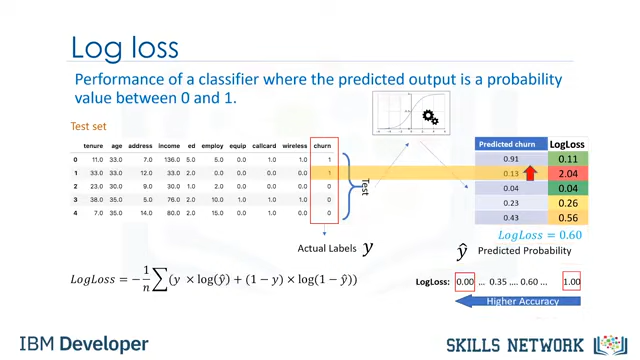 Log loss
Performance of a classifier where the predicted output is a probability
value between 0 and 1.
Test set
tenure age address income ed employ equip callcard wireless churn
0 11.0 33.0 7.0 136.0 5.0 5.0 0.0 1.0 1.0 1
1 33.0 33.0 12.0 33.0 2.0 0.0 0.0 0.0 0.0 1
2 23.0 30.0 9.0 30.0 1.0 2.0 0.0 0.0 0.0 0
3 38.0 35.0 5.0 76.0 2.0 10.0 1.0 1.0 1.0 0
4 7.0 35.0 14.0 80.0 2.0 15.0 0.0 1.0 0.0 0
Test
Predicted churn LogLoss
0.91 0.11
0.13 2.04
0.04 0.04
0.23 0.26
0.43 0.56
LogLoss = 0.60
Actual Labels y
ŷ Predicted Probability
LogLoss = −1/n ∑(y × log(ŷ) + (1 − y) × log(1 − ŷ))
LogLoss: 0.00 ... 0.35 .... 0.60 ... 1.00
Higher Accuracy
IBM Developer
SKILLS NETWORK